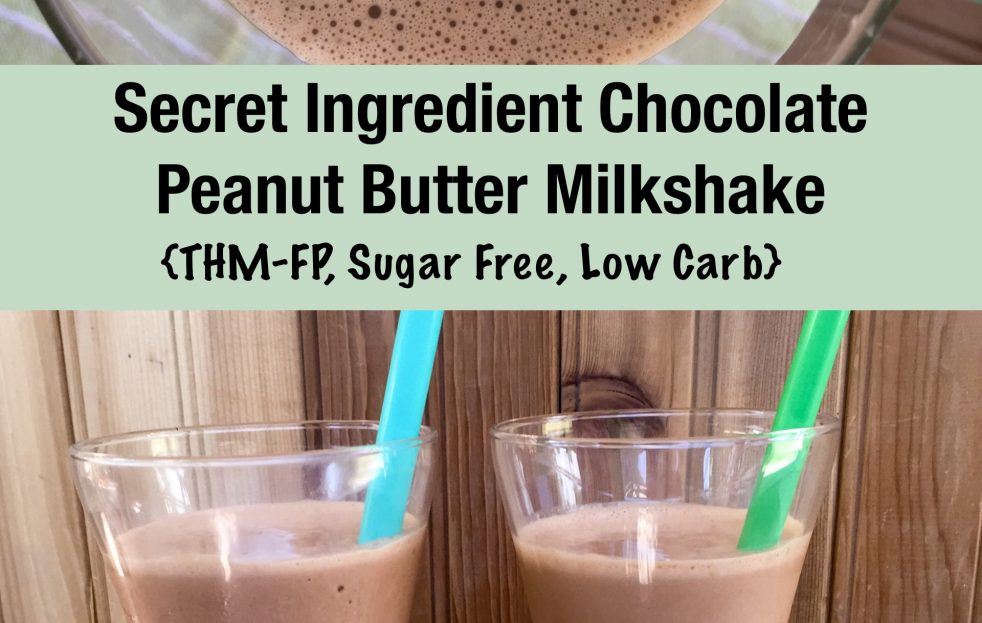 Secret Ingredient Chocolate
Peanut Butter Milkshake
{THM-FP, Sugar Free, Low Carb}